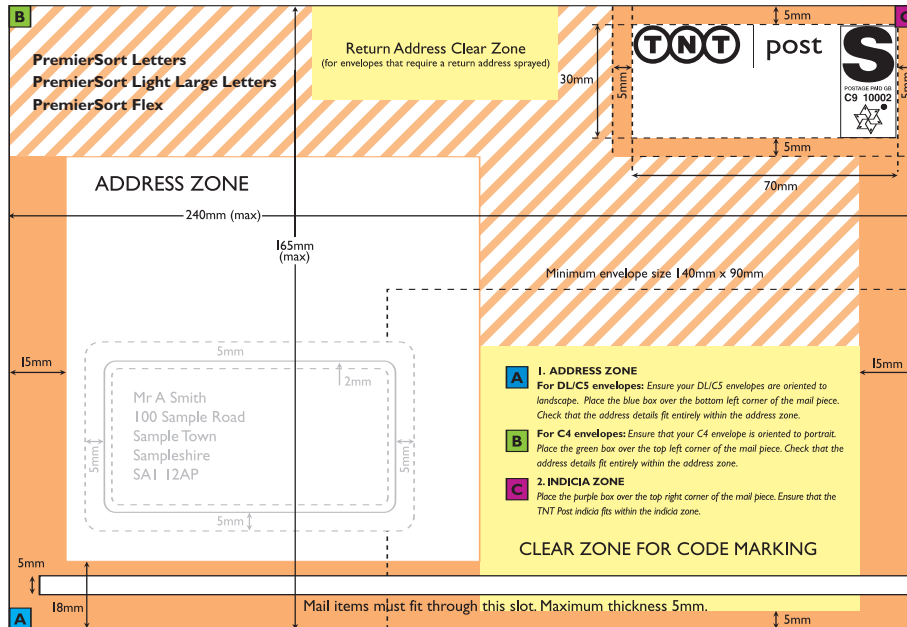 B
PremierSort Letters
PremierSort Light Large Letters
PremierSort Flex
Return Address Clear Zone
(for envelopes that require a return address sprayed)
5mm
C
30mm
5mm
TNT post
S
POSTAGE PAID GB
C9 10002
5mm
5mm
70mm
ADDRESS ZONE
240mm (max)
165mm
(max)
Minimum envelope size 140mm x 90mm
15mm
5mm
2mm
Mr A Smith
100 Sample Road
Sample Town
Sampleshire
SA1 12AP
5mm
5mm
5mm
15mm
A
1. ADDRESS ZONE
For DL/C5 envelopes: Ensure your DL/C5 envelopes are oriented to
landscape. Place the blue box over the bottom left corner of the mail piece.
Check that the address details fit entirely within the address zone.
B
For C4 envelopes: Ensure that your C4 envelope is oriented to portrait.
Place the green box over the top left corner of the mail piece. Check that the
address details fit entirely within the address zone.
C
2. INDICIA ZONE
Place the purple box over the top right corner of the mail piece. Ensure that the
TNT Post indicia fits within the indicia zone.
CLEAR ZONE FOR CODE MARKING
5mm
18mm
Mail items must fit through this slot. Maximum thickness 5mm.
5mm
A